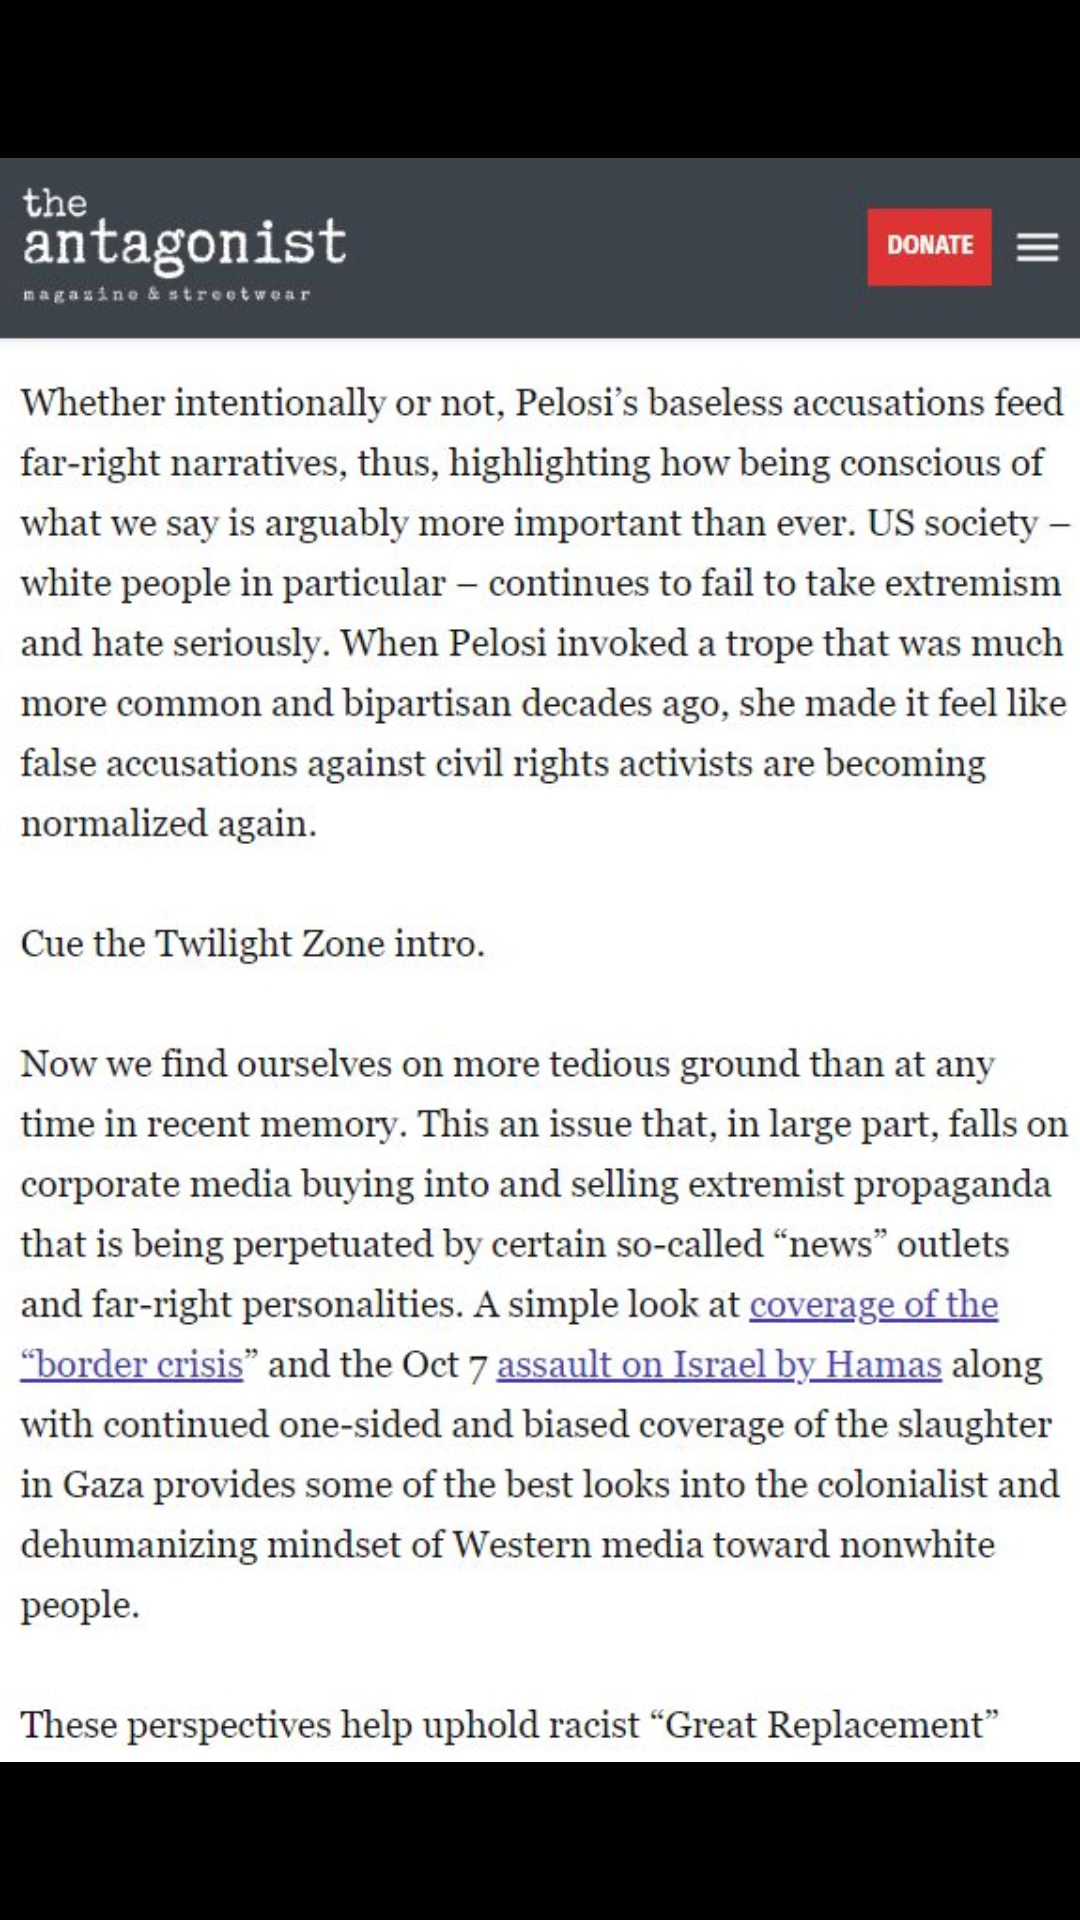 the
antagonist
magazine & streetwear
DONATE
Whether intentionally or not, Pelosi’s baseless accusations feed
far-right narratives, thus, highlighting how being conscious of
what we say is arguably more important than ever. US society –
white people in particular – continues to fail to take extremism
and hate seriously. When Pelosi invoked a trope that was much
more common and bipartisan decades ago, she made it feel like
false accusations against civil rights activists are becoming
normalized again.
Cue the Twilight Zone intro.
Now we find ourselves on more tedious ground than at any
time in recent memory. This an issue that, in large part, falls on
corporate media buying into and selling extremist propaganda
that is being perpetuated by certain so-called “news” outlets
and far-right personalities. A simple look at coverage of the
“border crisis” and the Oct 7 assault on Israel by Hamas along
with continued one-sided and biased coverage of the slaughter
in Gaza provides some of the best looks into the colonialist and
dehumanizing mindset of Western media toward nonwhite
people.
These perspectives help uphold racist “Great Replacement”